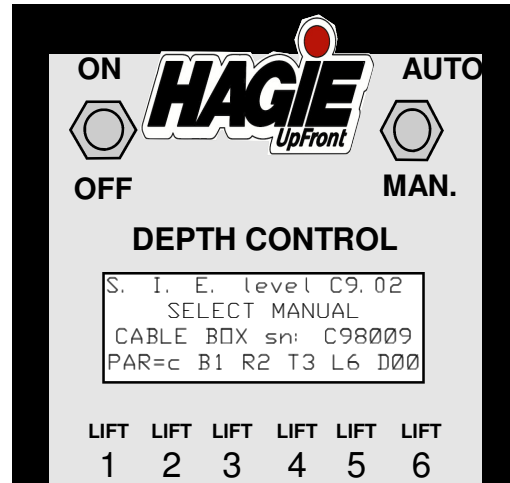 ON
AUTO
HAGIE
UpFront
OFF
MAN.
DEPTH CONTROL
S. I. E. level C9.02
SELECT MANUAL
CABLE BOX sn: C98009
PAR=c B1 R2 T3 L6 D00
LIFT LIFT LIFT LIFT LIFT LIFT
1 2 3 4 5 6